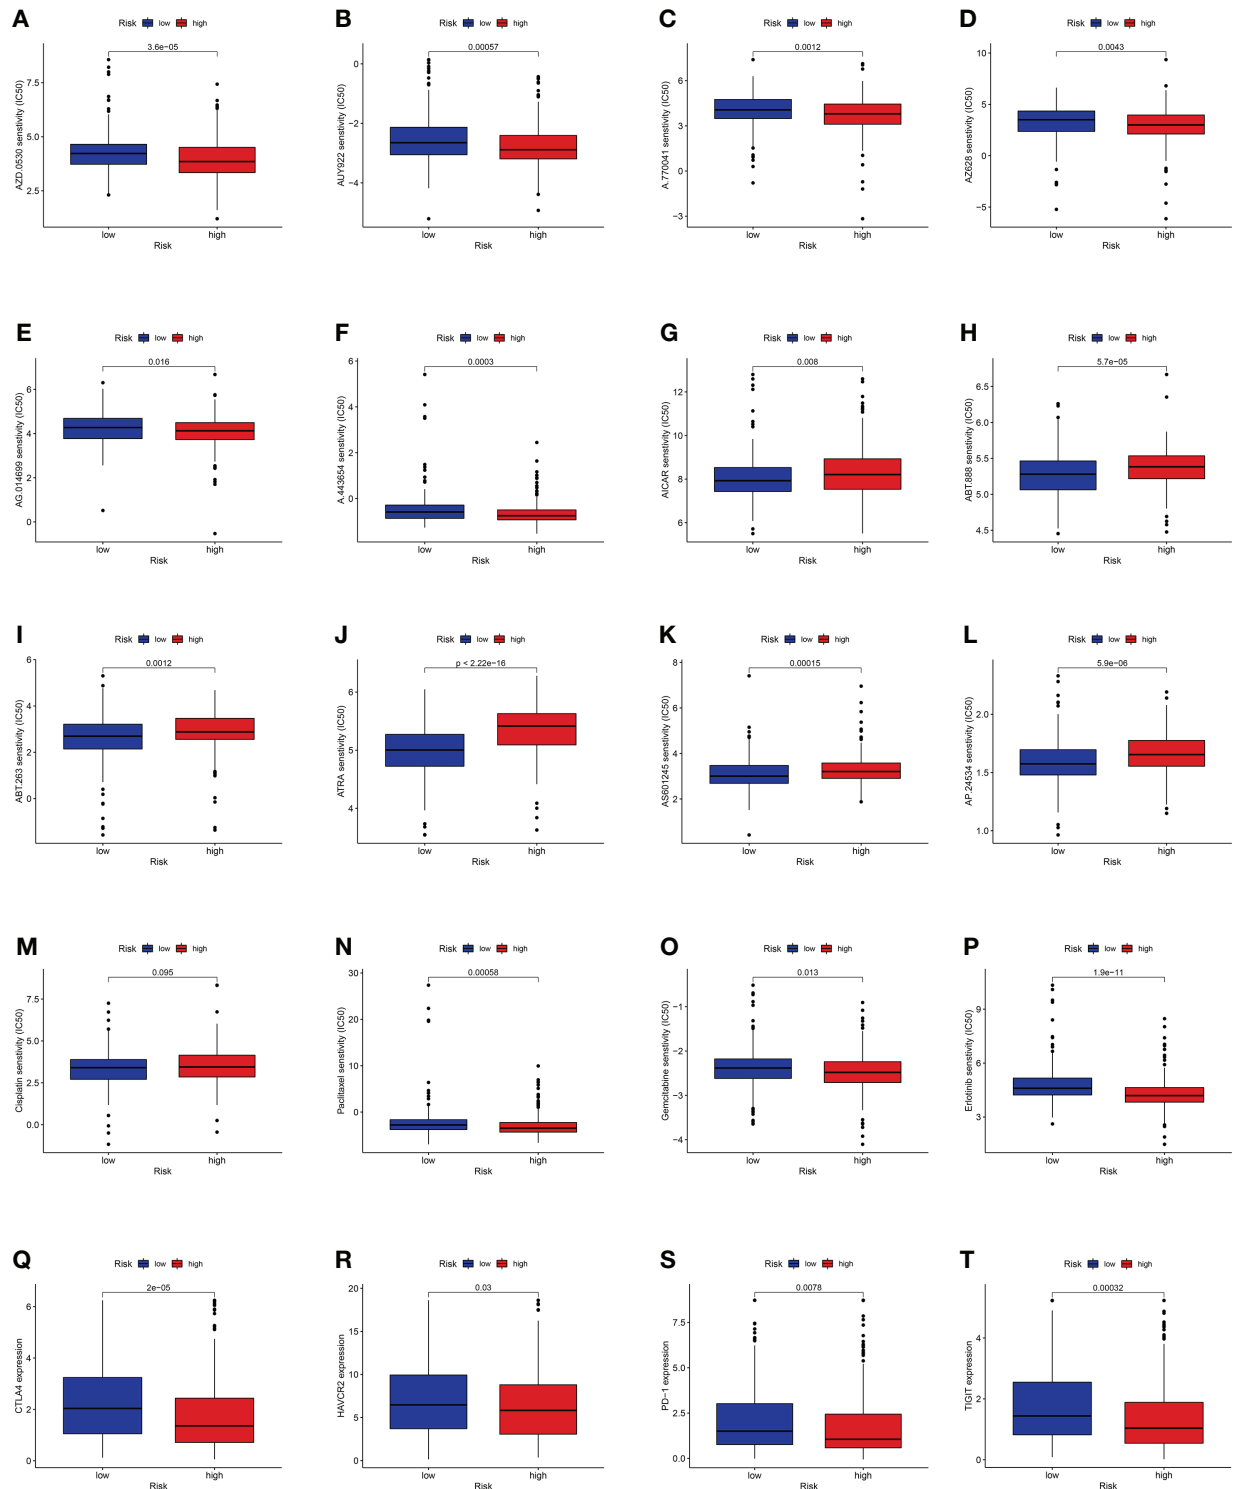 A
Risk low high
3.6e−05
AZD.0530 senstivity (IC50)
7.5
5.0
2.5
low high
Risk
B
Risk low high
0.00057
AUY922 senstivity (IC50)
0
−2
−4
low high
Risk
C
Risk low high
0.0012
A.770041 senstivity (IC50)
6
3
0
−3
low high
Risk
D
Risk low high
0.0043
AZ628 senstivity (IC50)
10
5
0
−5
low high
Risk
E
Risk low high
0.016
AG.014699 senstivity (IC50)
6
4
2
0
low high
Risk
F
Risk low high
0.0003
A.443654 senstivity (IC50)
6
4
2
0
low high
Risk
G
Risk low high
0.008
AICAR senstivity (IC50)
12
10
8
6
low high
Risk
H
Risk low high
5.7e−05
ABT.888 senstivity (IC50)
6.5
6.0
5.5
5.0
4.5
low high
Risk
I
Risk low high
0.0012
ABT.263 senstivity (IC50)
6
4
2
0
low high
Risk
J
Risk low high
p < 2.22e−16
ATRA senstivity (IC50)
6
5
4
low high
Risk
K
Risk low high
0.00015
AS601245 senstivity (IC50)
8
6
4
2
low high
Risk
L
Risk low high
5.9e−06
AP.24534 senstivity (IC50)
2.0
1.5
1.0
low high
Risk
M
Risk low high
0.095
Cisplatin senstivity (IC50)
7.5
5.0
2.5
0.0
low high
Risk
N
Risk low high
0.00058
Paclitaxel senstivity (IC50)
30
20
10
0
low high
Risk
O
Risk low high
0.013
Gemcitabine senstivity (IC50)
−1
−2
−3
−4
low high
Risk
P
Risk low high
1.9e−11
Erlotinib senstivity (IC50)
9
6
3
low high
Risk
Q
Risk low high
2e−05
CTLA4 expression
6
4
2
0
low high
Risk
R
Risk low high
0.03
HAVCR2 expression
20
15
10
5
0
low high
Risk
S
Risk low high
0.0078
PD−1 expression
7.5
5.0
2.5
0.0
low high
Risk
T
Risk low high
0.00032
TIGIT expression
4
2
0
low high
Risk